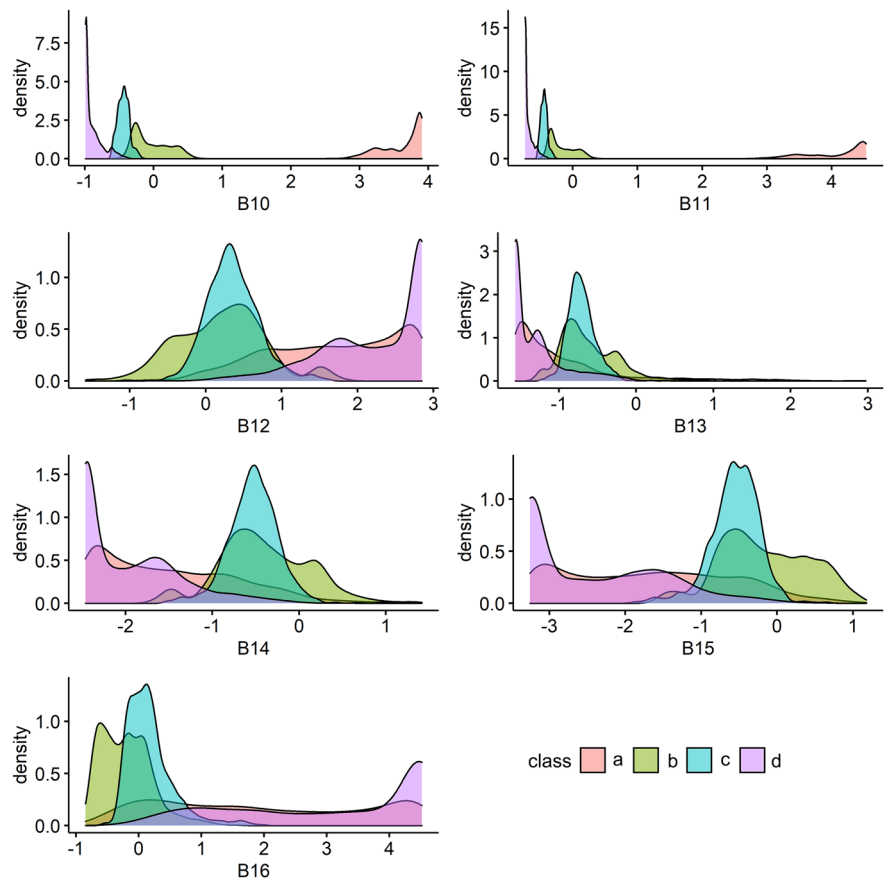 density
7.5
5.0
2.5
0.0
-1 0 1 2 3 4
B10
density
15
10
5
0
0 1 2 3 4
B11
density
1.0
0.5
0.0
-1 0 1 2 3
B12
density
3
2
1
0
-1 0 1 2 3
B13
density
1.5
1.0
0.5
0.0
-2 -1 0 1
B14
density
1.0
0.5
0.0
-3 -2 -1 0 1
B15
density
1.0
0.5
0.0
-1 0 1 2 3 4
B16
class a b c d